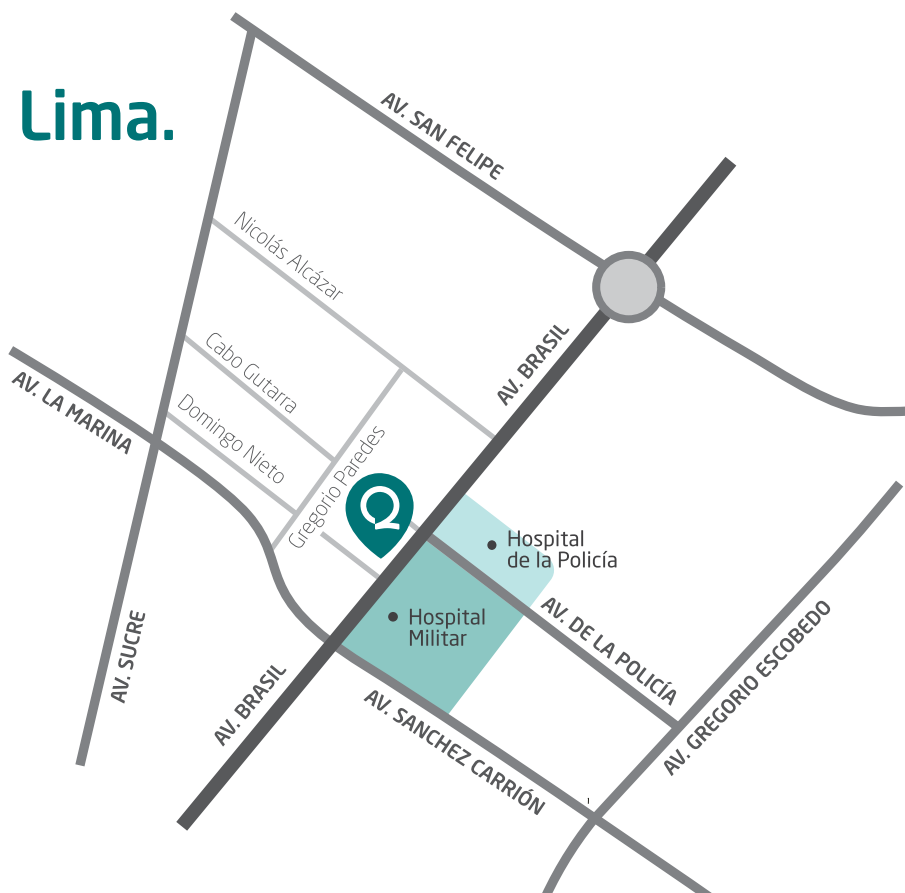 Lima.
AV. SAN FELIPE
Nicolás Alcázar
AV. BRASIL
Cabo Gutarra
AV. LA MARINA
Domingo Nieto
Gregorio Paredes
Hospital
de la Policía
Hospital
Militar
AV. DE LA POLICÍA
AV. SUCRE
AV. BRASIL
AV. GREGORIO ESCOBEDO
AV. SANCHEZ CARRIÓN